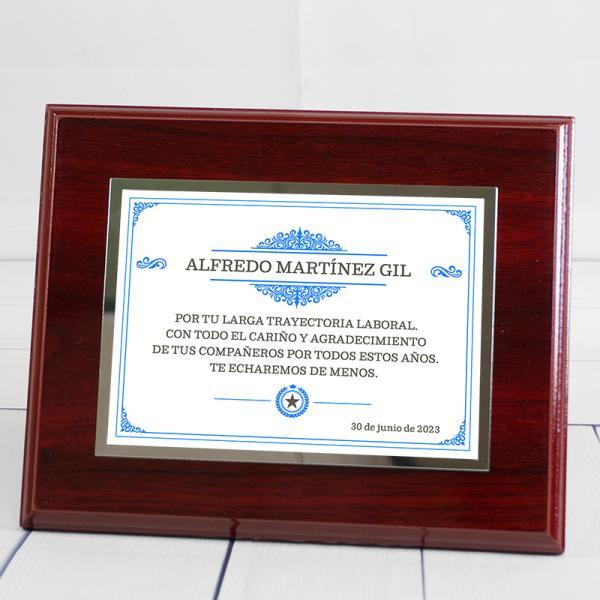 ALFREDO MARTÍNEZ GIL
POR TU LARGA TRAYECTORIA LABORAL.
CON TODO EL CARIÑO Y AGRADECIMIENTO
DE TUS COMPAÑEROS POR TODOS ESTOS AÑOS.
TE ECHAREMOS DE MENOS.
30 de junio de 2023